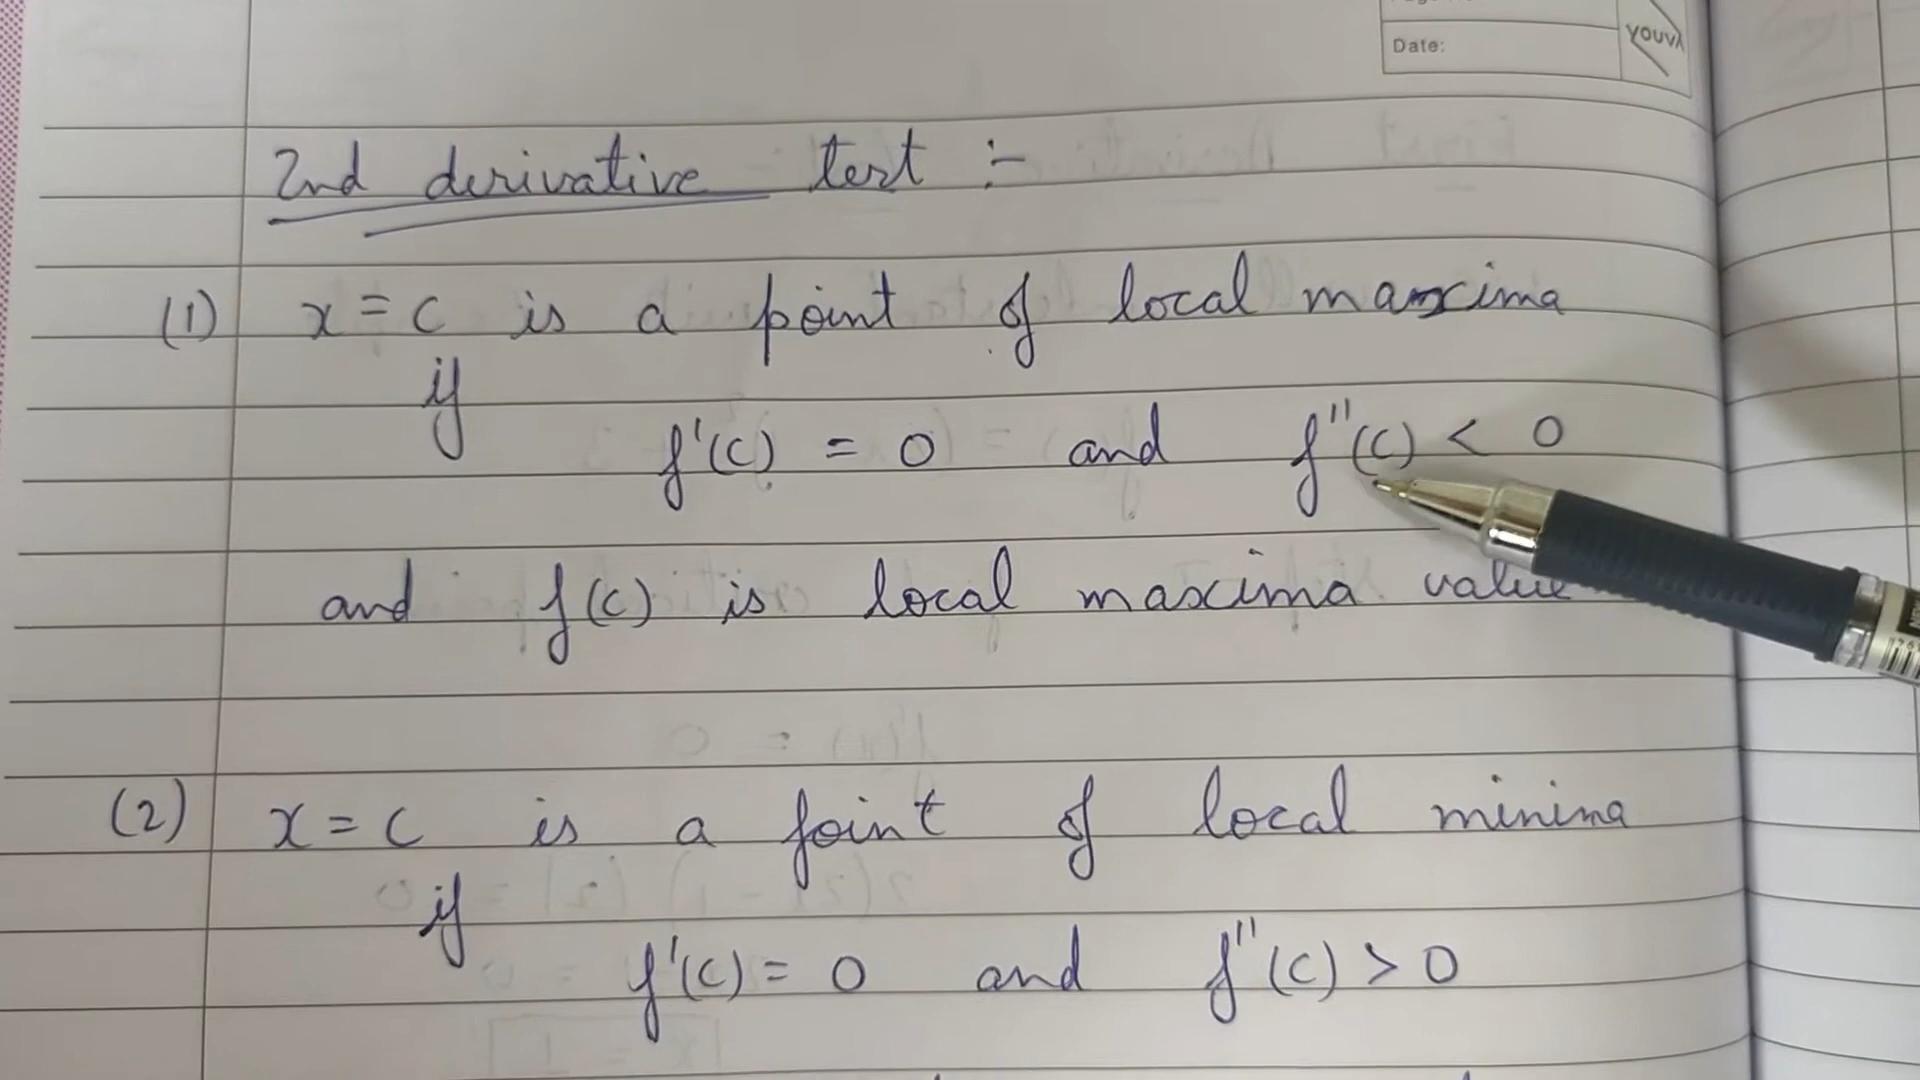 Date:
YOUVA
2nd derivative test :-
(1) x = c is a point of local maxima
if
f'(c) = 0 and f''(c) < 0
and f(c) is local maxima value
(2) x = c is a point of local minima
if
f'(c) = 0 and f''(c) > 0